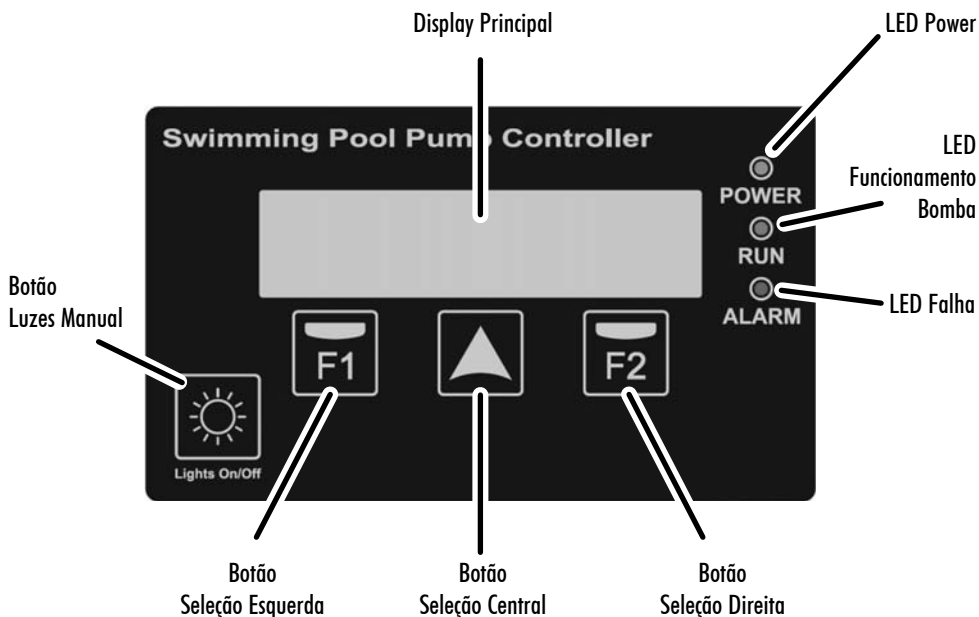 Display Principal
LED Power
Swimming Pool Pump Controller
LED
Funcionamento
Bomba
POWER
RUN
Botão
Luzes Manual
LED Falha
ALARM
F1
F2
Lights On/Off
Botão
Seleção Esquerda
Botão
Seleção Central
Botão
Seleção Direita